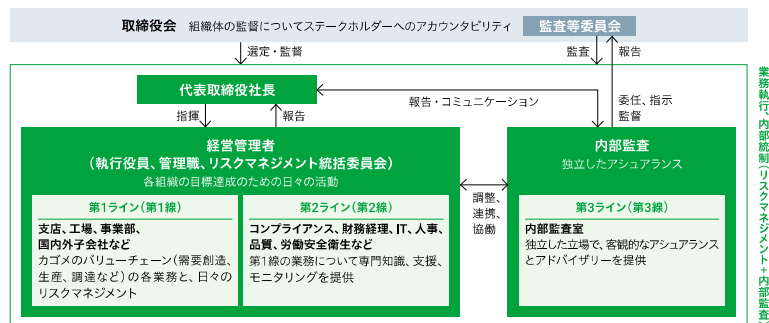 取締役会 組織体の監督についてステークホルダーへのアカウンタビリティ
監査等委員会
選定・監督
監査
報告
代表取締役社長
報告・コミュニケーション
委任、指示
監督
指揮
報告
経営管理者
(執行役員、管理職、リスクマネジメント統括委員会)
各組織の目標達成のための日々の活動
第1ライン(第1線)
支店、工場、事業部、
国内外子会社など
カゴメのバリューチェーン(需要創造、
生産、調達など)の各業務と、日々の
リスクマネジメント
第2ライン(第2線)
コンプライアンス、財務経理、IT、人事、
品質、労働安全衛生など
第1線の業務について専門知識、支援、
モニタリングを提供
調整、
連携、
協働
内部監査
独立したアシュアランス
第3ライン(第3線)
内部監査室
独立した立場で、客観的なアシュアランス
とアドバイザリーを提供
業務執行、内部統制(リスクマネジメント+内部監査